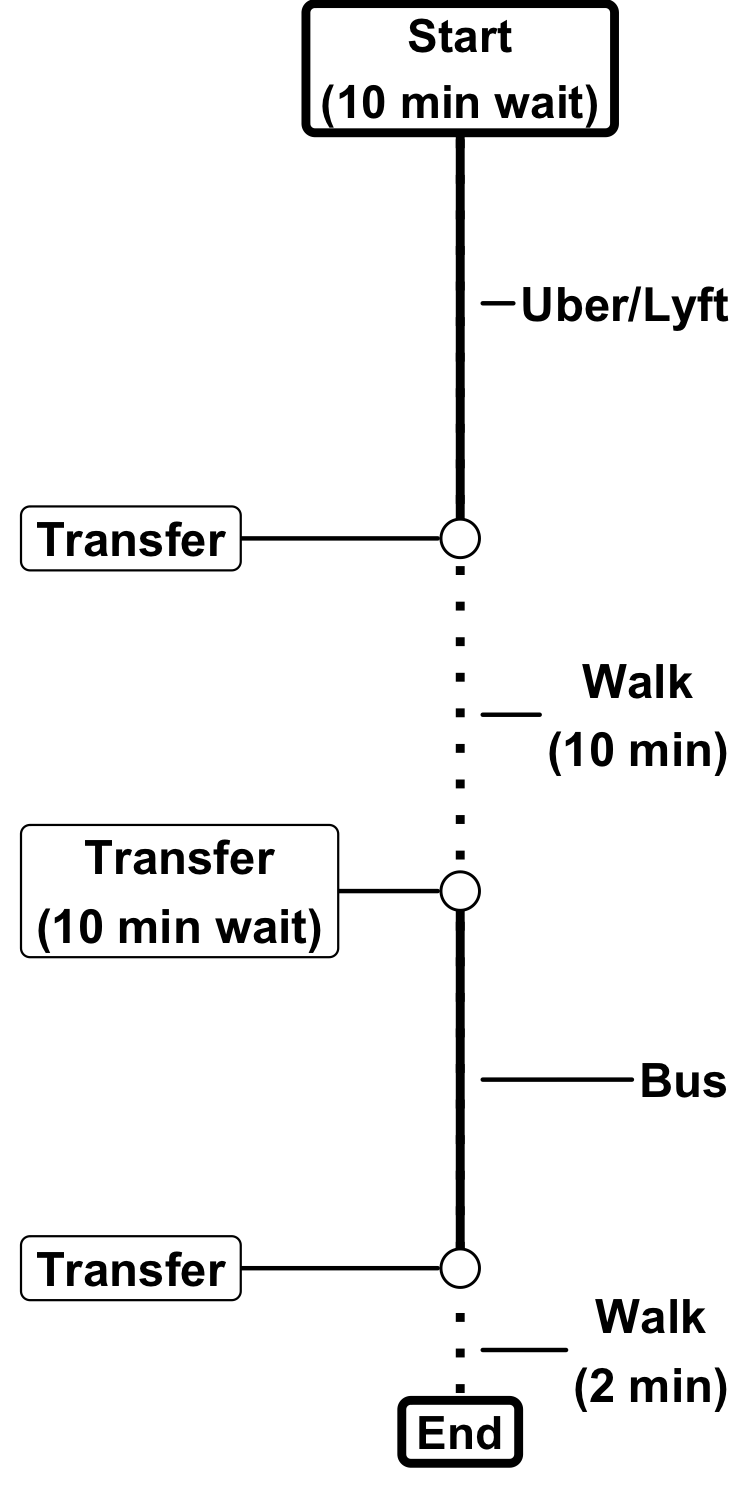 Start
(10 min wait)
Uber/Lyft
Transfer
Walk
(10 min)
Transfer
(10 min wait)
Bus
Transfer
Walk
(2 min)
End